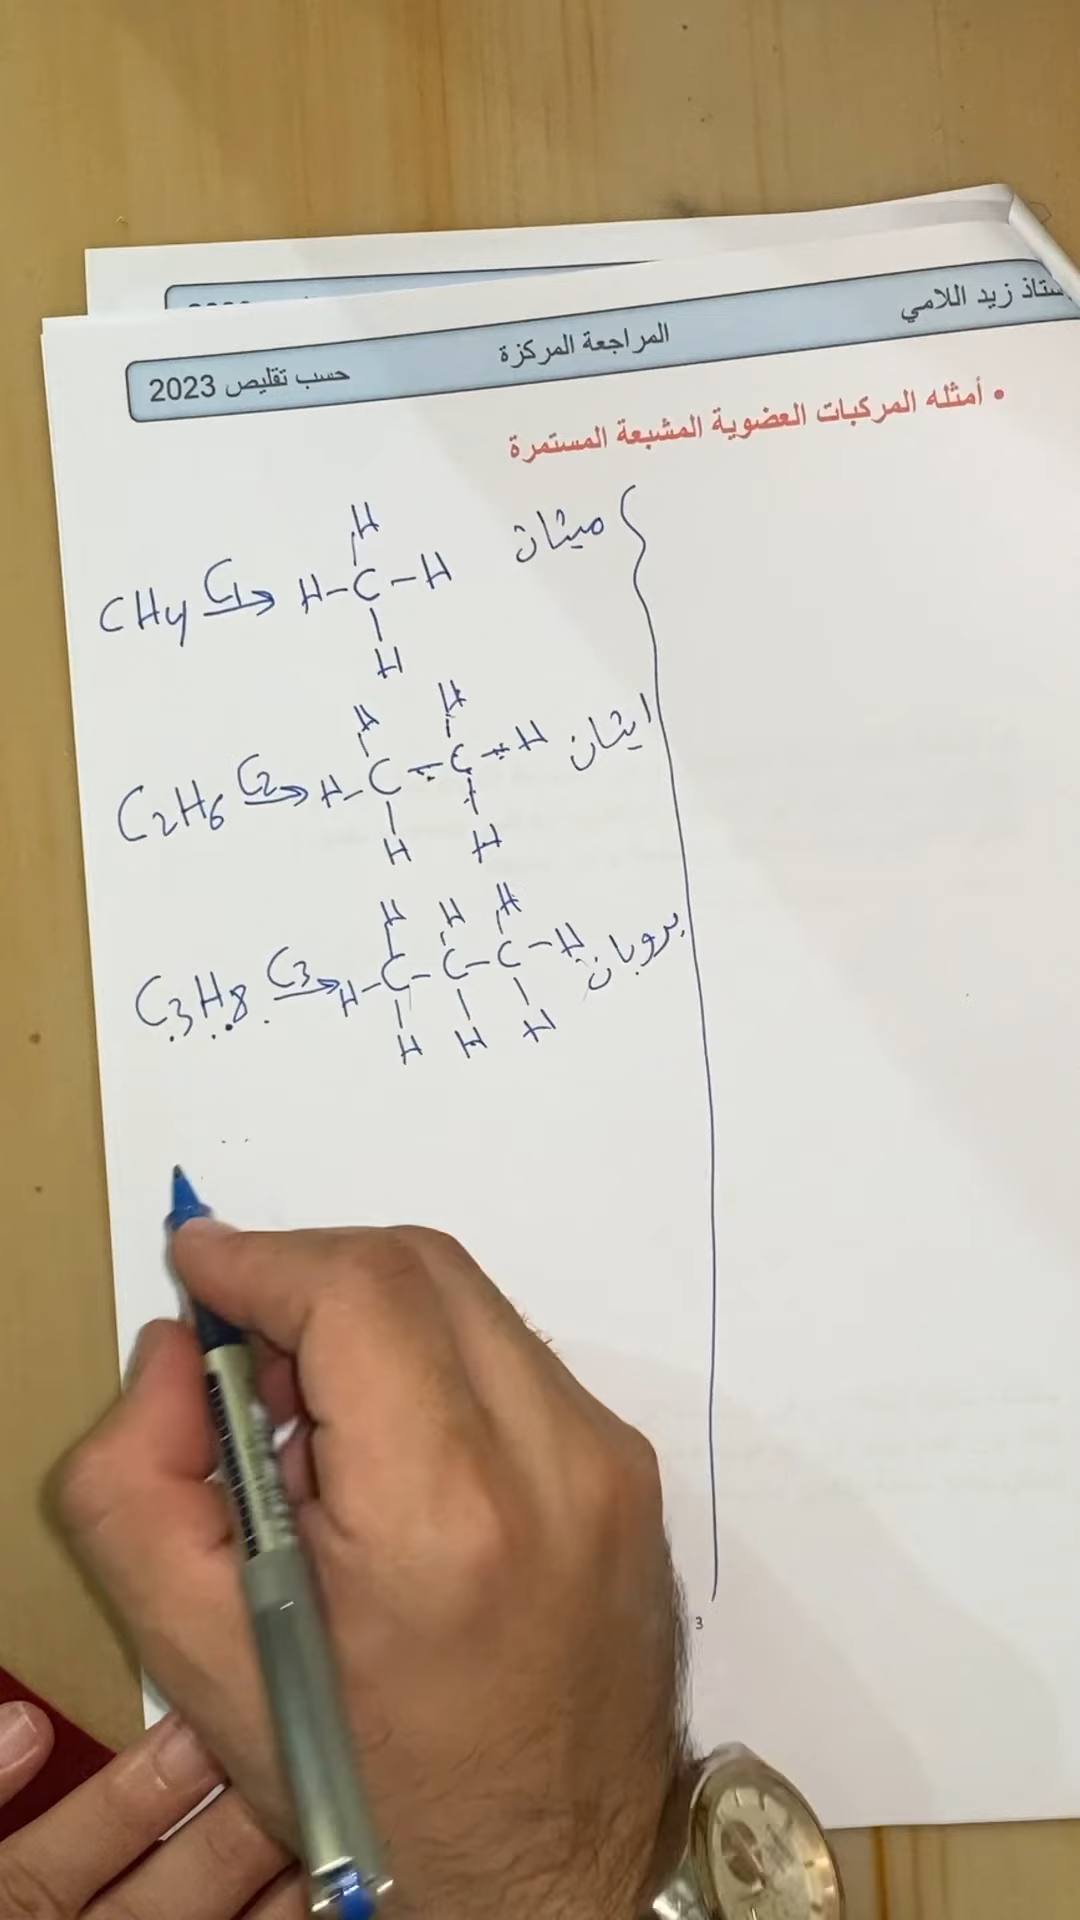 ستاذ زيد اللامي المراجعة المركزة حسب تقليص 2023
• أمثله المركبات العضوية المشبعة المستمرة
H
CH4 C1→ H-C-H ميثان
H
H H
C2H6 C2→ H-C-C-H ايثان
H H
H H H
C3H8 C3→ H-C-C-C-H بروبان
H H H
3